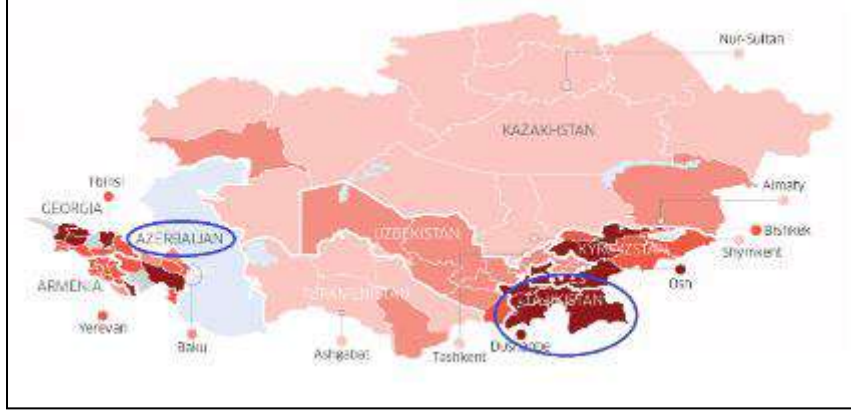 Nur-Sultan
KAZAKHSTAN
Tbilisi
Almaty
GEORGIA
Bishkek
AZERBAIJAN
UZBEKISTAN
KYRGYZSTAN
Shymkent
ARMENIA
Osh
TURKMENISTAN
TAJIKISTAN
Yerevan
Baku
Ashgabat
Tashkent
Dushanbe